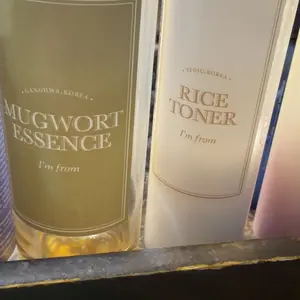 GANGHWA, KOREA
MUGWORT
ESSENCE
I'm from
RICE
TONER
I'm from